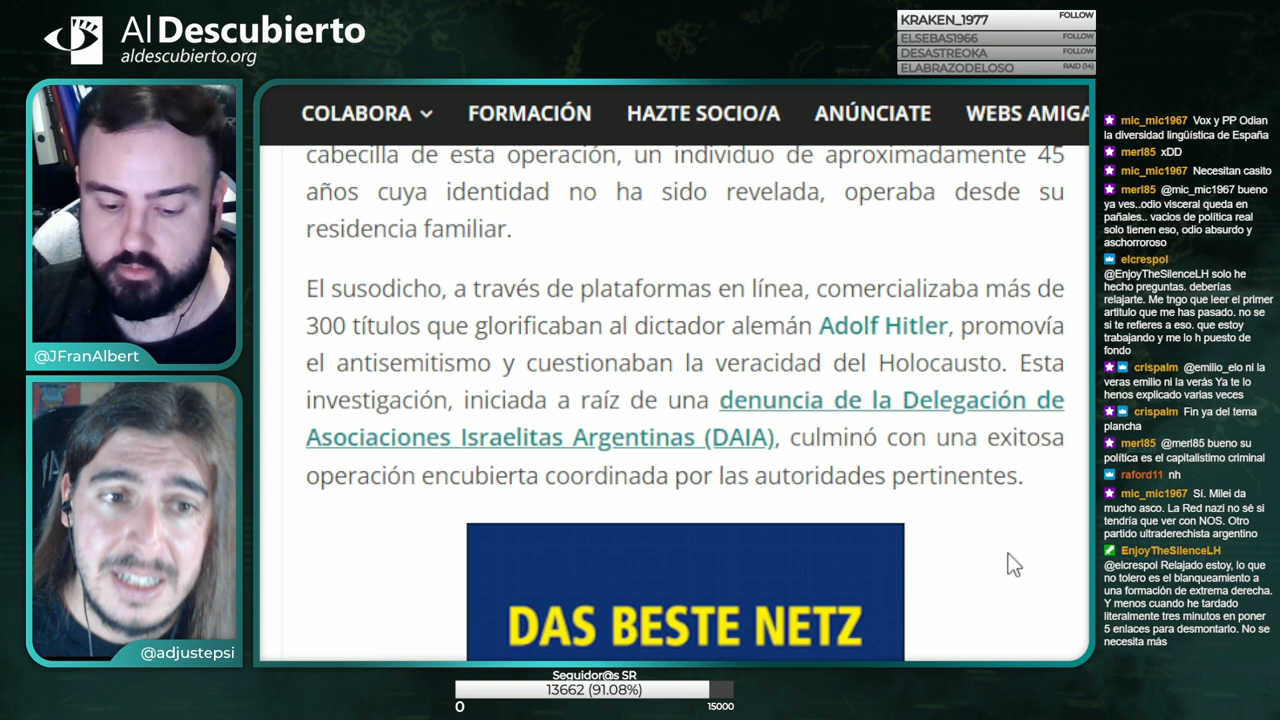 Al Descubierto
aldescubierto.org
KRAKEN_1977 FOLLOW
ELSEBAS1966 FOLLOW
DESASTREOKA FOLLOW
ELABRAZODELOSO RAID (14)
@JFranAlbert
@adjustepsi
COLABORA FORMACIÓN HAZTE SOCIO/A ANÚNCIATE WEBS AMIGA
cabecilla de esta operación, un individuo de aproximadamente 45
años cuya identidad no ha sido revelada, operaba desde su
residencia familiar.
El susodicho, a través de plataformas en línea, comercializaba más de
300 títulos que glorificaban al dictador alemán Adolf Hitler, promovía
el antisemitismo y cuestionaban la veracidad del Holocausto. Esta
investigación, iniciada a raíz de una denuncia de la Delegación de
Asociaciones Israelitas Argentinas (DAIA), culminó con una exitosa
operación encubierta coordinada por las autoridades pertinentes.
DAS BESTE NETZ
mic_mic1967 Vox y PP Odian
la diversidad lingüística de España
merl85 xDD
mic_mic1967 Necesitan casito
merl85 @mic_mic1967 bueno
ya ves..odio visceral queda en
pañales.. vacios de política real
solo tienen eso, odio absurdo y
aschorroroso
elcrespol
@EnjoyTheSilenceLH solo he
hecho preguntas. deberías
relajarte. Me tngo que leer el primer
artitulo que me has pasado. no se
si te refieres a eso. que estoy
trabajando y me lo h puesto de
fondo
crispalm @emilio_elo ni la
veras emilio ni la verás Ya te lo
henos explicado varias veces
crispalm Fin ya del tema
plancha
merl85 @merl85 bueno su
política es el capitalistimo criminal
raford11 nh
mic_mic1967 Sí. Milei da
mucho asco. La Red nazi no sé si
tendría que ver con NOS. Otro
partido ultraderechista argentino
EnjoyTheSilenceLH
@elcrespol Relajado estoy, lo que
no tolero es el blanqueamiento a
una formación de extrema derecha.
Y menos cuando he tardado
literalmente tres minutos en poner
5 enlaces para desmontarlo. No se
necesita más
Seguidor@s SR
13662 (91.08%)
0 15000